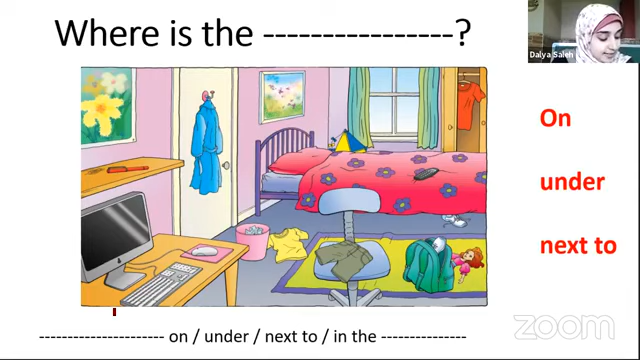 Where is the ----------------?
Dalya Saleh
On
under
next to
---------------------- on / under / next to / in the ---------------
zoom